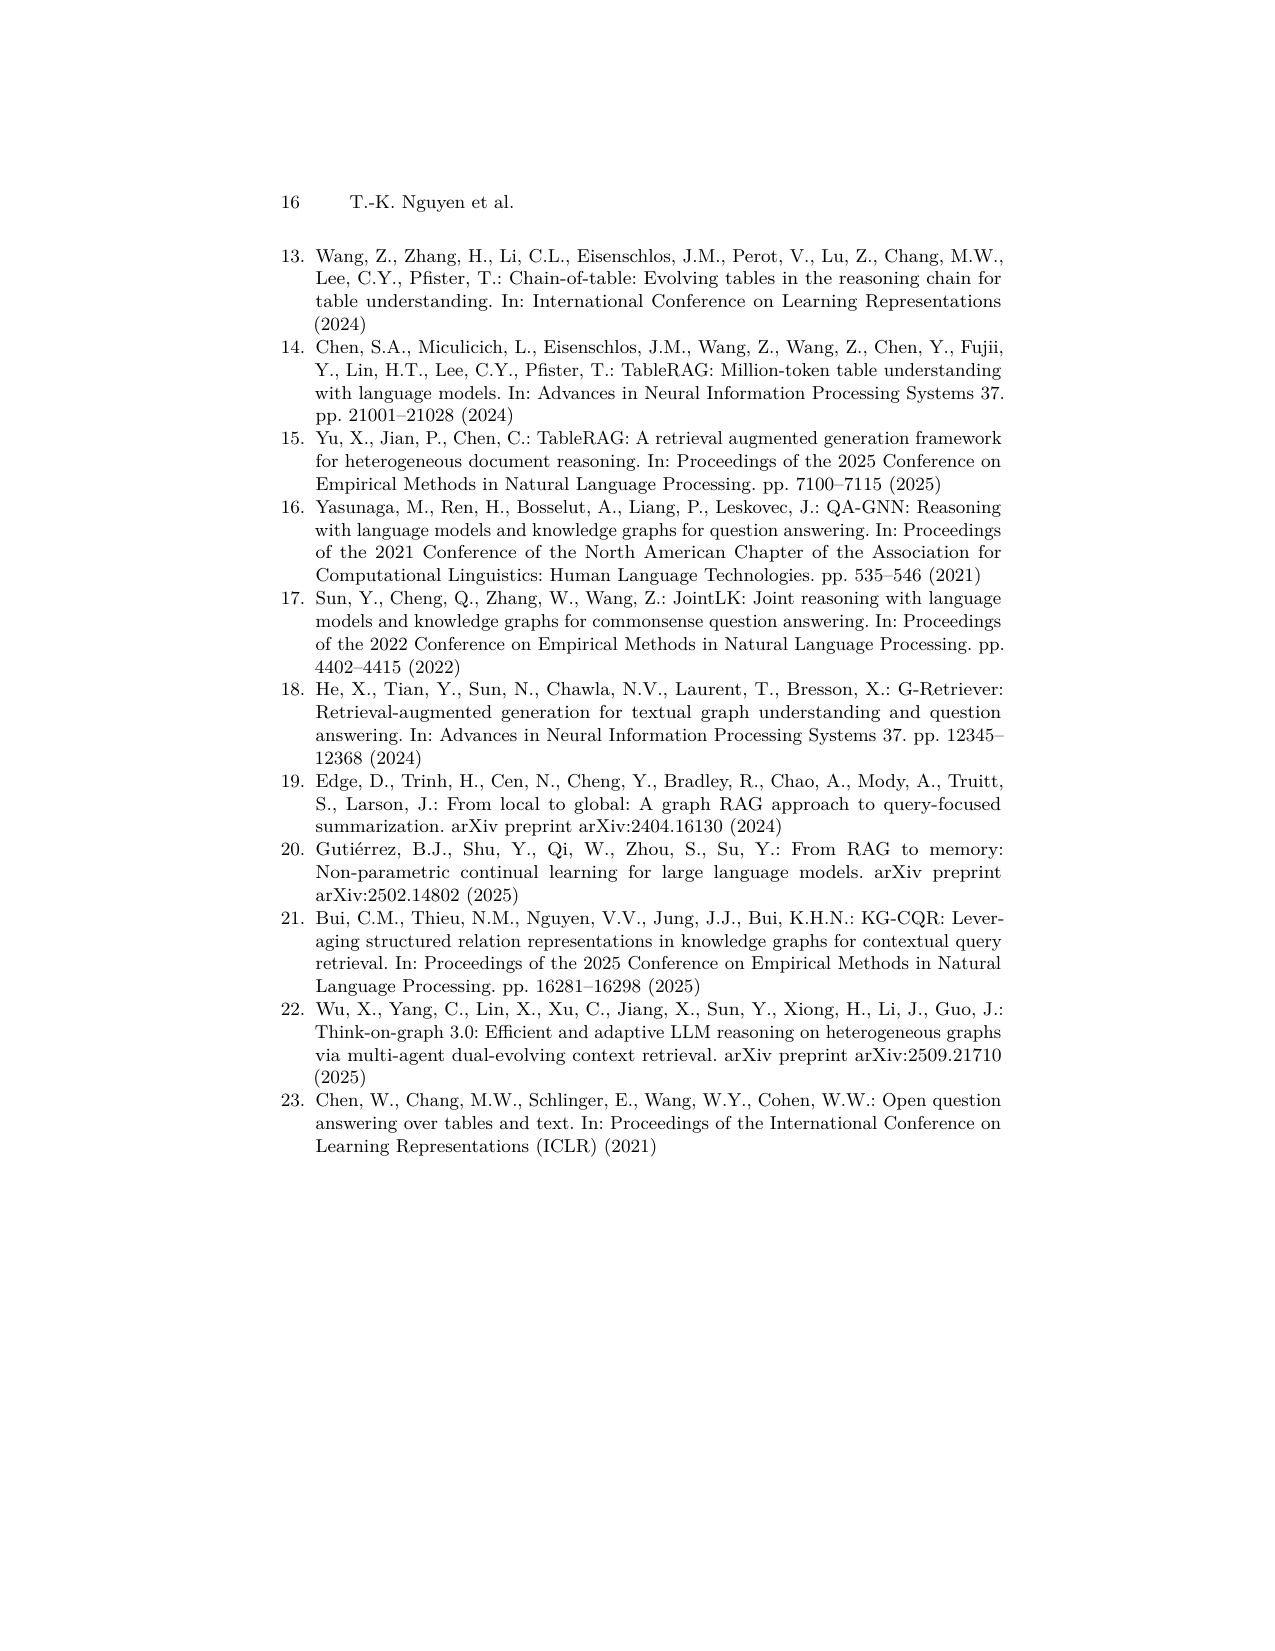 16 T.-K. Nguyen et al.
13. Wang, Z., Zhang, H., Li, C.L., Eisenschlos, J.M., Perot, V., Lu, Z., Chang, M.W.,
Lee, C.Y., Pfister, T.: Chain-of-table: Evolving tables in the reasoning chain for
table understanding. In: International Conference on Learning Representations
(2024)
14. Chen, S.A., Miculicich, L., Eisenschlos, J.M., Wang, Z., Wang, Z., Chen, Y., Fujii,
Y., Lin, H.T., Lee, C.Y., Pfister, T.: TableRAG: Million-token table understanding
with language models. In: Advances in Neural Information Processing Systems 37.
pp. 21001–21028 (2024)
15. Yu, X., Jian, P., Chen, C.: TableRAG: A retrieval augmented generation framework
for heterogeneous document reasoning. In: Proceedings of the 2025 Conference on
Empirical Methods in Natural Language Processing. pp. 7100–7115 (2025)
16. Yasunaga, M., Ren, H., Bosselut, A., Liang, P., Leskovec, J.: QA-GNN: Reasoning
with language models and knowledge graphs for question answering. In: Proceedings
of the 2021 Conference of the North American Chapter of the Association for
Computational Linguistics: Human Language Technologies. pp. 535–546 (2021)
17. Sun, Y., Cheng, Q., Zhang, W., Wang, Z.: JointLK: Joint reasoning with language
models and knowledge graphs for commonsense question answering. In: Proceedings
of the 2022 Conference on Empirical Methods in Natural Language Processing. pp.
4402–4415 (2022)
18. He, X., Tian, Y., Sun, N., Chawla, N.V., Laurent, T., Bresson, X.: G-Retriever:
Retrieval-augmented generation for textual graph understanding and question
answering. In: Advances in Neural Information Processing Systems 37. pp. 12345–
12368 (2024)
19. Edge, D., Trinh, H., Cen, N., Cheng, Y., Bradley, R., Chao, A., Mody, A., Truitt,
S., Larson, J.: From local to global: A graph RAG approach to query-focused
summarization. arXiv preprint arXiv:2404.16130 (2024)
20. Gutiérrez, B.J., Shu, Y., Qi, W., Zhou, S., Su, Y.: From RAG to memory:
Non-parametric continual learning for large language models. arXiv preprint
arXiv:2502.14802 (2025)
21. Bui, C.M., Thieu, N.M., Nguyen, V.V., Jung, J.J., Bui, K.H.N.: KG-CQR: Lever-
aging structured relation representations in knowledge graphs for contextual query
retrieval. In: Proceedings of the 2025 Conference on Empirical Methods in Natural
Language Processing. pp. 16281–16298 (2025)
22. Wu, X., Yang, C., Lin, X., Xu, C., Jiang, X., Sun, Y., Xiong, H., Li, J., Guo, J.:
Think-on-graph 3.0: Efficient and adaptive LLM reasoning on heterogeneous graphs
via multi-agent dual-evolving context retrieval. arXiv preprint arXiv:2509.21710
(2025)
23. Chen, W., Chang, M.W., Schlinger, E., Wang, W.Y., Cohen, W.W.: Open question
answering over tables and text. In: Proceedings of the International Conference on
Learning Representations (ICLR) (2021)